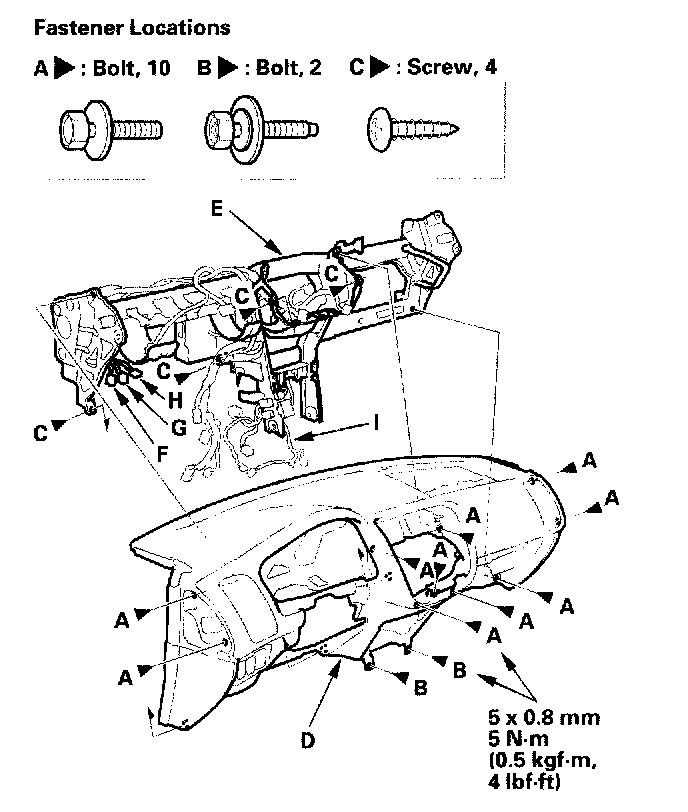 Fastener Locations
A ▶ : Bolt, 10 B ▶ : Bolt, 2 C ▶ : Screw, 4
E
C
C
C
H
C
G
F
I
A
A
A
A
A
A
A
A
A
A
A
B
B
D
5 x 0.8 mm
5 N·m
(0.5 kgf·m,
4 lbf·ft)